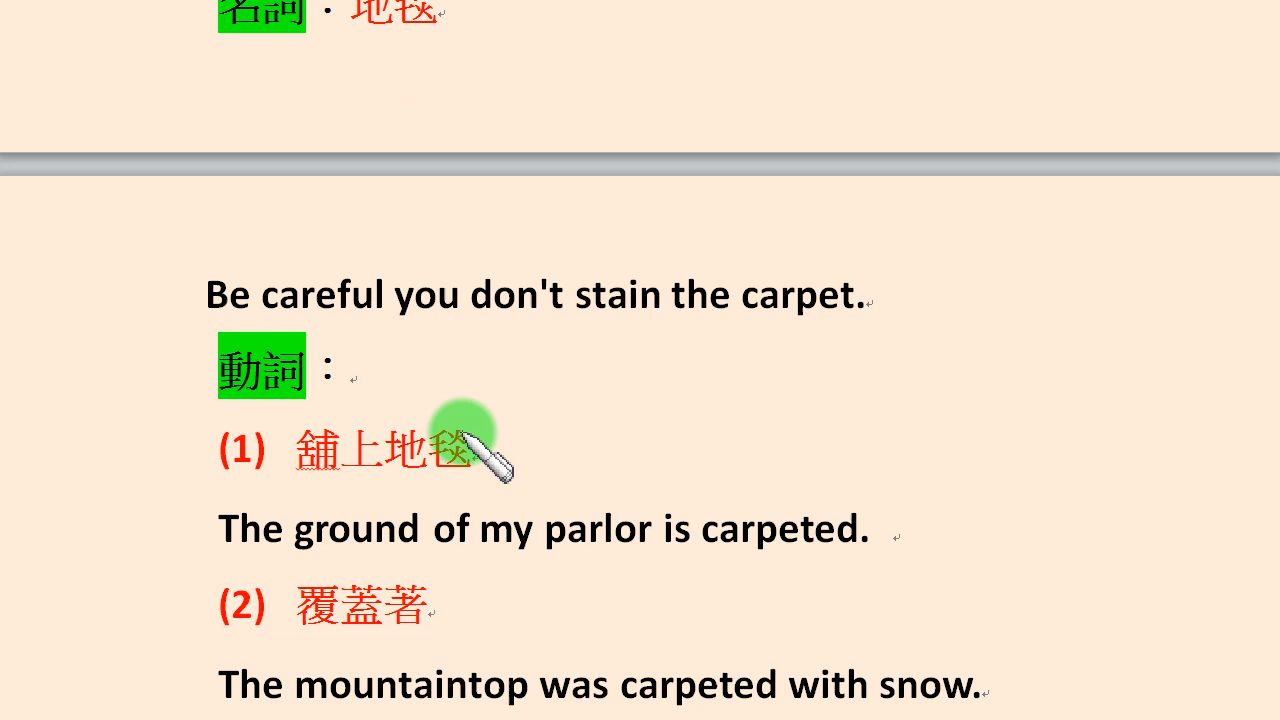 名詞：地毯
Be careful you don't stain the carpet.
動詞：
(1) 舖上地毯
The ground of my parlor is carpeted.
(2) 覆蓋著
The mountaintop was carpeted with snow.